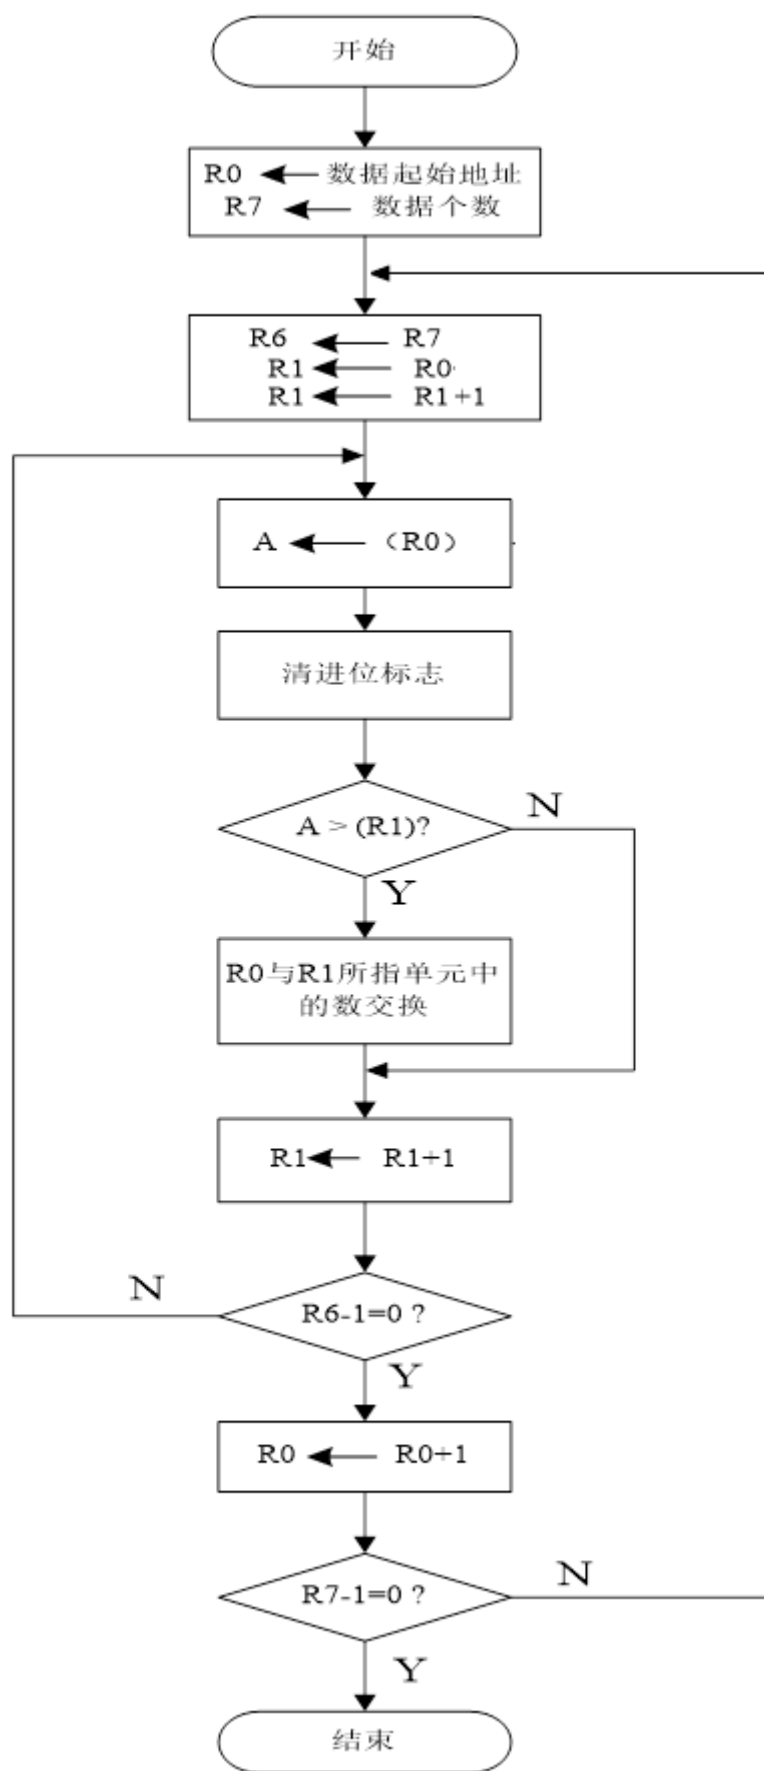 开始
R0 ← 数据起始地址
R7 ← 数据个数
R6 ← R7
R1 ← R0
R1 ← R1+1
A ← （R0）
清进位标志
A > (R1)?
N
Y
R0与R1所指单元中
的数交换
R1 ← R1+1
N
R6-1=0 ?
Y
R0 ← R0+1
R7-1=0 ?
N
Y
结束